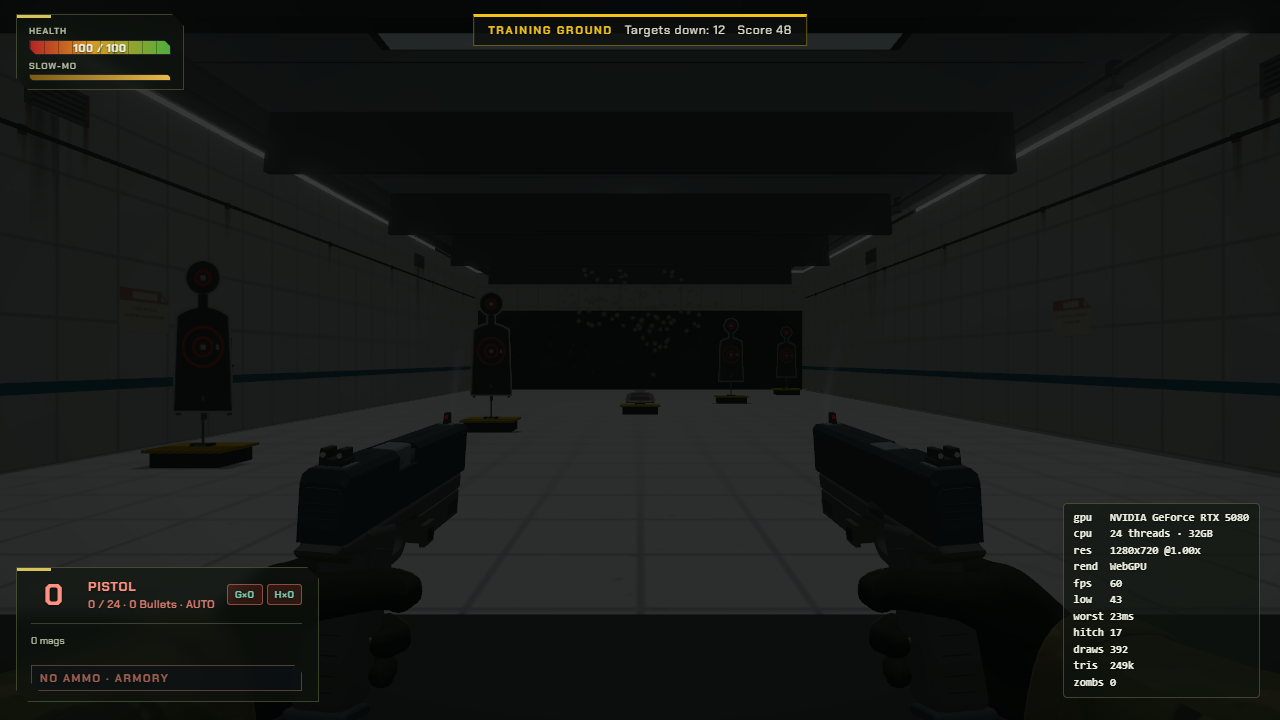 HEALTH
100 / 100
SLOW-MO
TRAINING GROUND Targets down: 12 Score 48
0
PISTOL
0 / 24 · 0 Bullets · AUTO
G×0 H×0
0 mags
NO AMMO · ARMORY
gpu NVIDIA GeForce RTX 5080
cpu 24 threads · 32GB
res 1280x720 @1.00x
rend WebGPU
fps 60
low 43
worst 23ms
hitch 17
draws 392
tris 249k
zombs 0